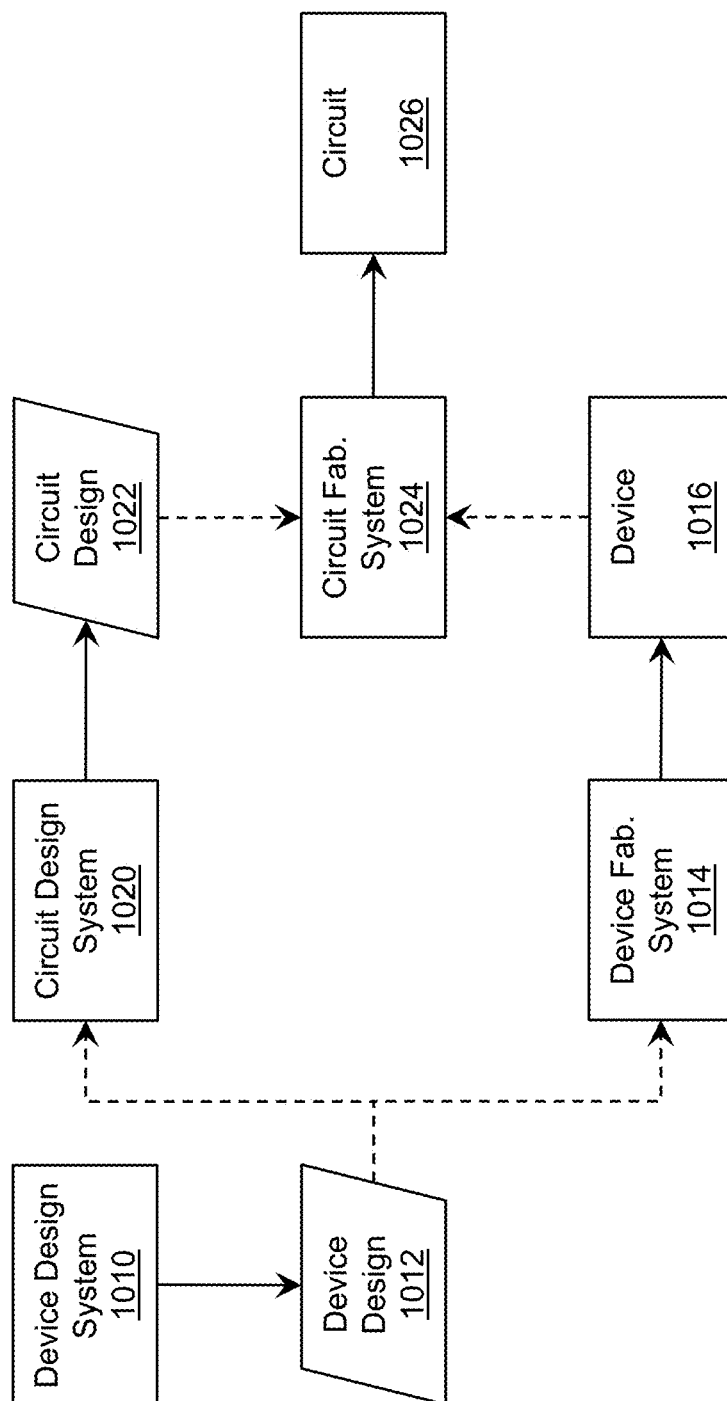 Device Design
System
1010
Device
Design
1012
Circuit Design
System
1020
Device Fab.
System
1014
Circuit
Design
1022
Circuit Fab.
System
1024
Device
1016
Circuit
1026